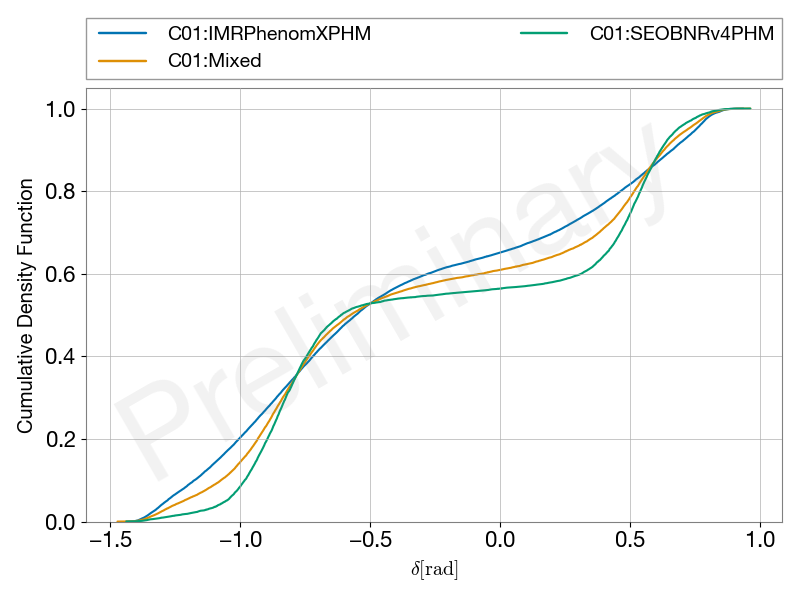 C01:IMRPhenomXPHM
C01:Mixed
C01:SEOBNRv4PHM
Preliminary
Cumulative Density Function
1.0
0.8
0.6
0.4
0.2
0.0
−1.5 −1.0 −0.5 0.0 0.5 1.0
δ[rad]